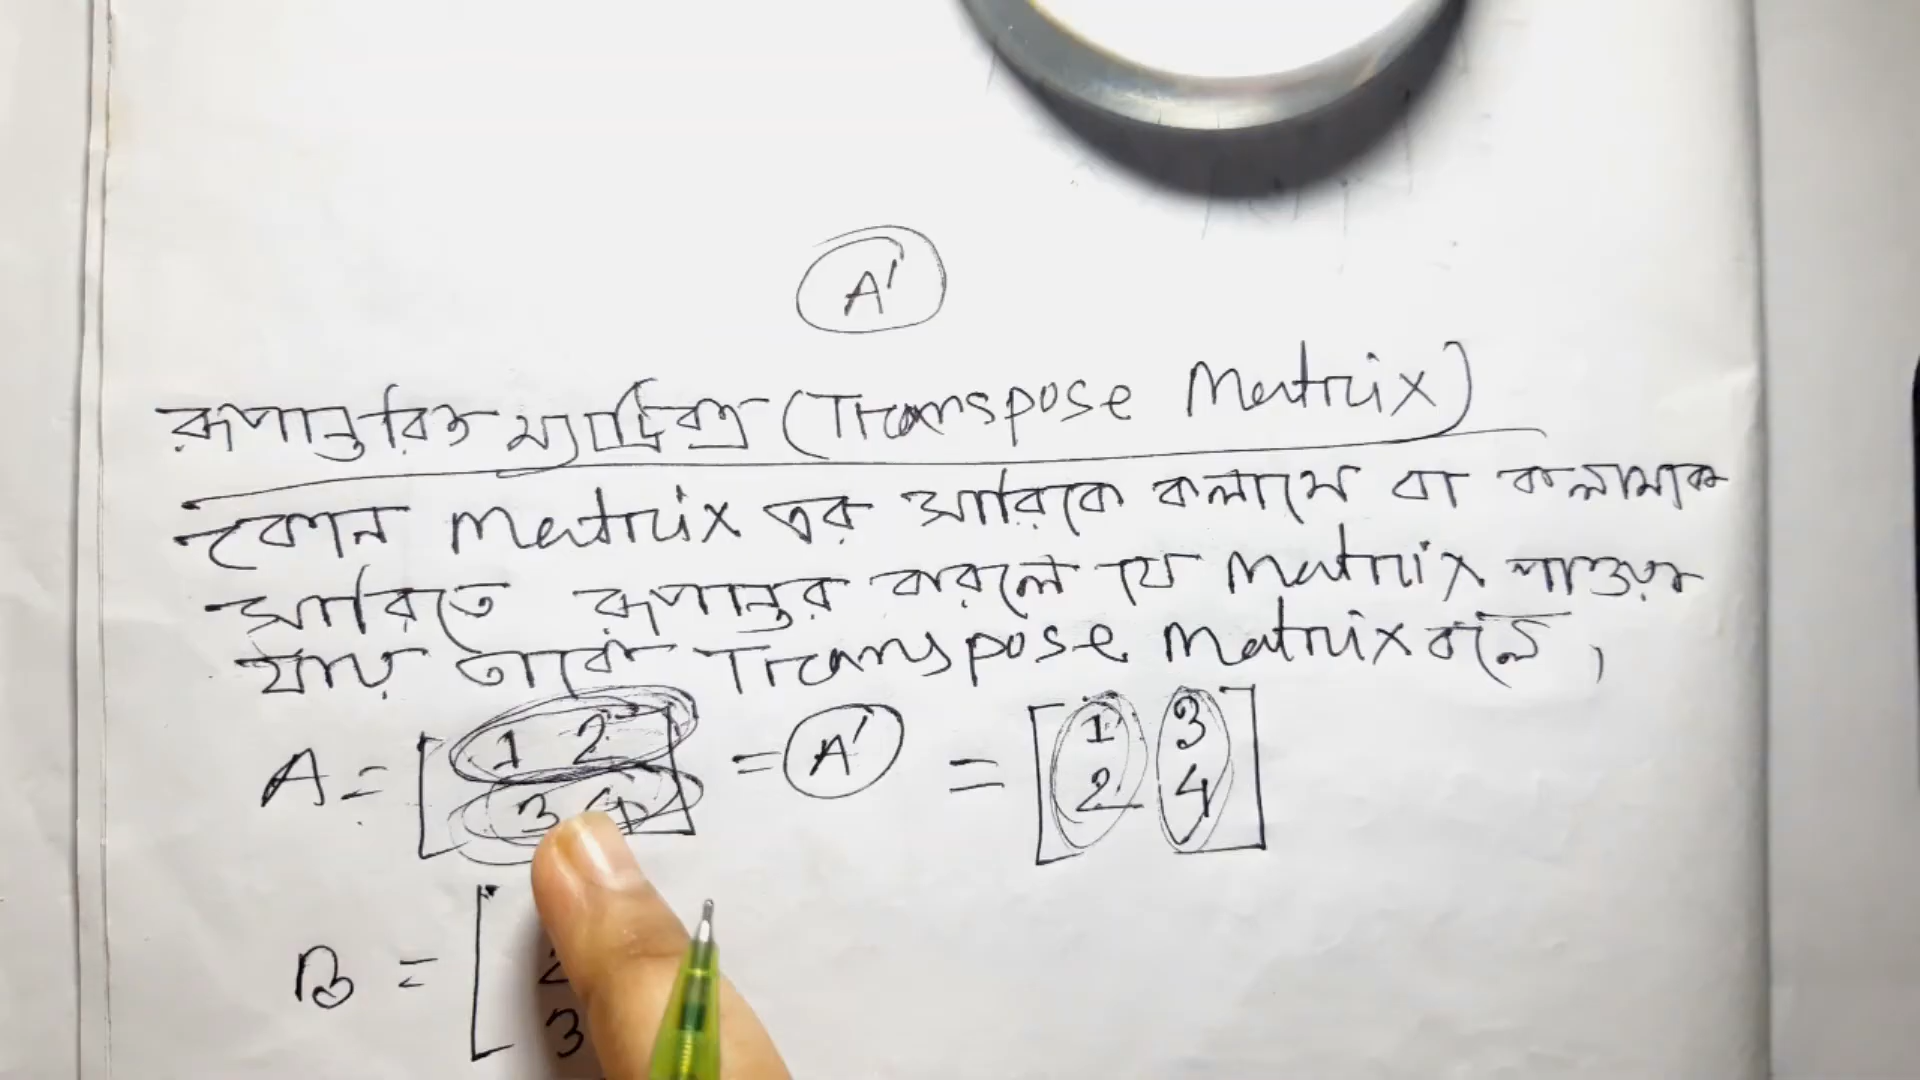 A'
রূপান্তরিত ম্যাট্রিক্স (Transpose Matrix)
কোন Matrix এর সারিকে কলামে বা কলামকে
সারিতে রূপান্তর করলে যে Matrix পাওয়া
যায় তাকে Transpose Matrix বলে,
A = [1 2 = A' = [1 3]
3 4] 2 4
B = [
2
3